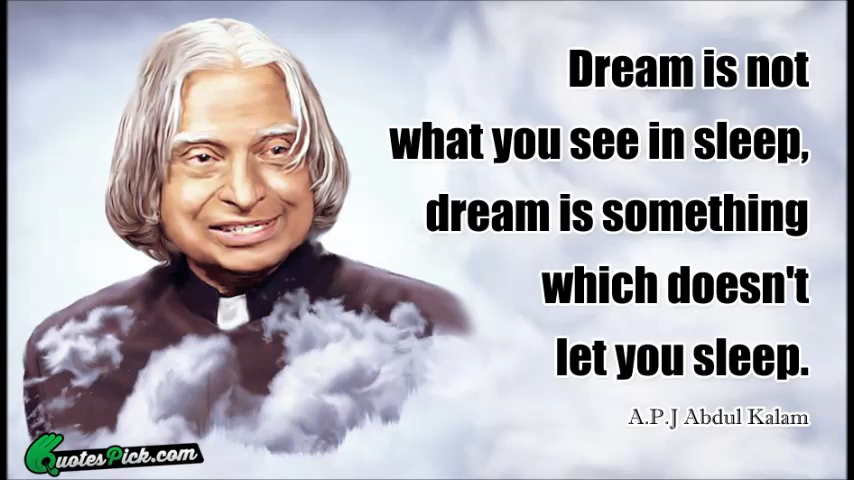 Dream is not
what you see in sleep,
dream is something
which doesn't
let you sleep.
A.P.J Abdul Kalam
QuotesPick.com